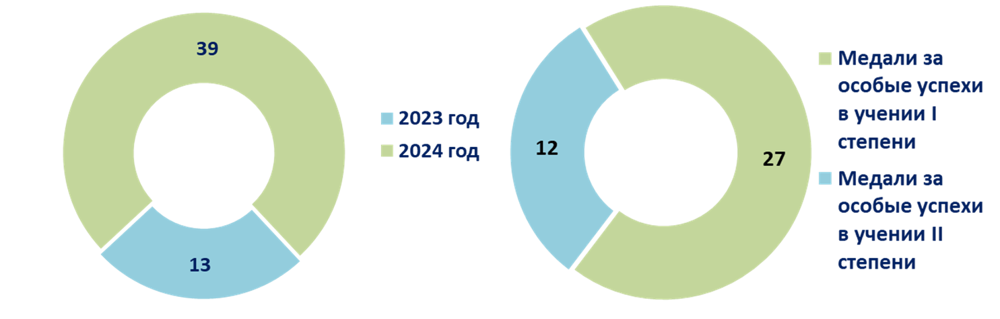 39
13
2023 год
2024 год
12
27
Медали за
особые успехи
в учении I
степени
Медали за
особые успехи
в учении II
степени